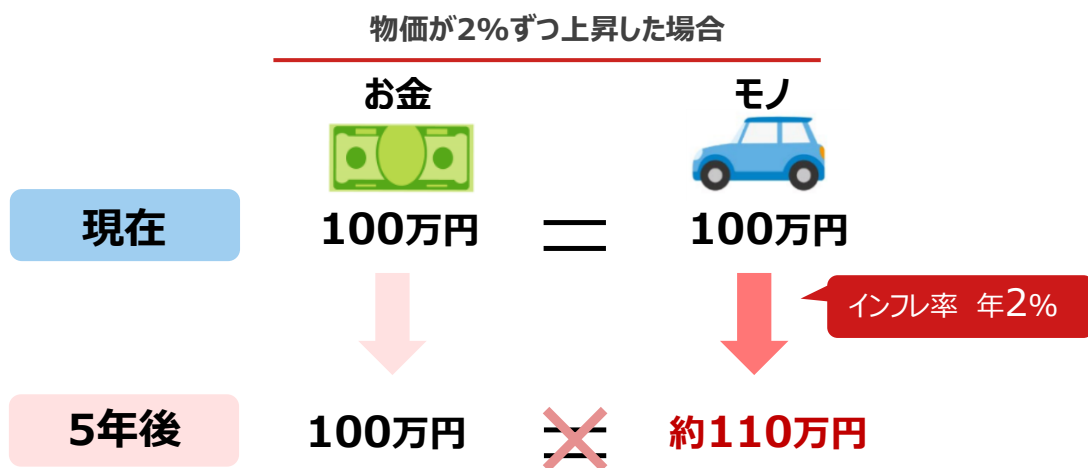 物価が2%ずつ上昇した場合
お金 モノ
現在 100万円 = 100万円
インフレ率 年2%
5年後 100万円 = 約110万円